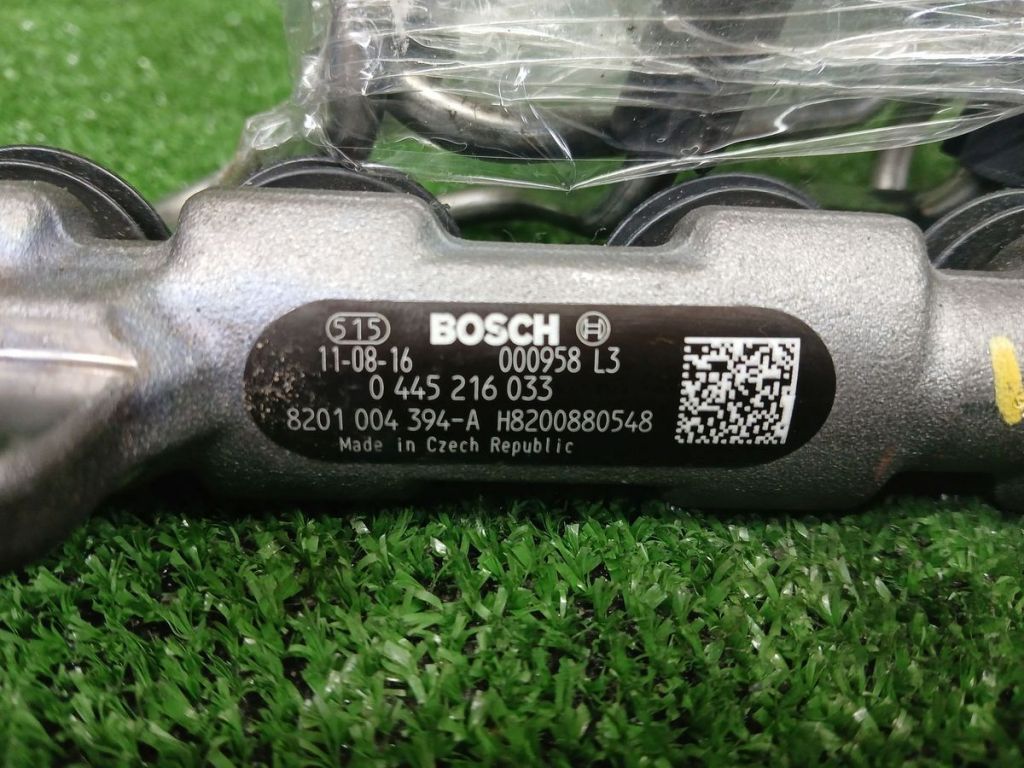 515 BOSCH
11-08-16 000958 L3
0 445 216 033
8201 004 394-A H8200880548
Made in Czech Republic